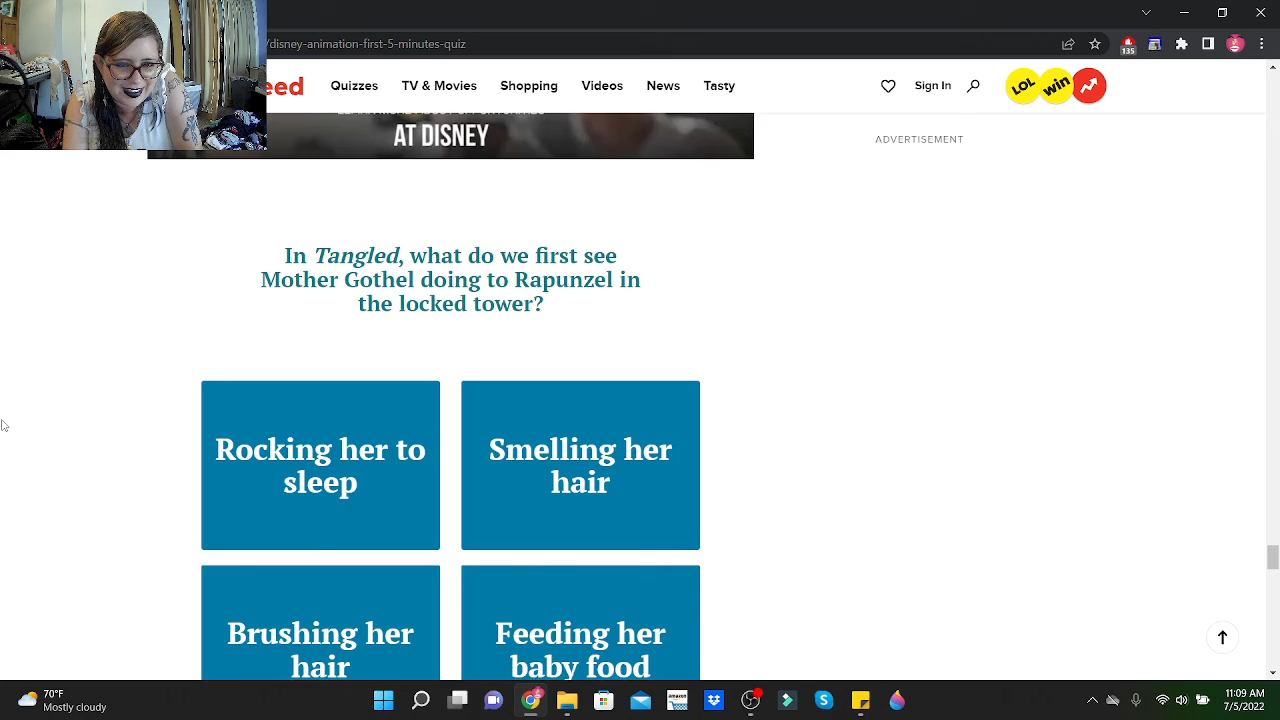 /disney-animation-first-5-minutes-quiz
135
eed
Quizzes
TV & Movies
Shopping
Videos
News
Tasty
Sign In
LOL
win
AT DISNEY
ADVERTISEMENT
In Tangled, what do we first see
Mother Gothel doing to Rapunzel in
the locked tower?
Rocking her to
sleep
Smelling her
hair
Brushing her
hair
Feeding her
baby food
70°F
Mostly cloudy
amazon
11:09 AM
7/5/2022